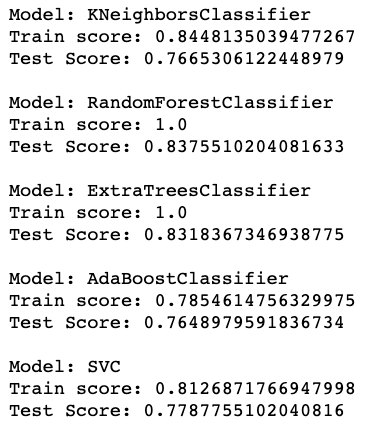 Model: KNeighborsClassifier
Train score: 0.8448135039477267
Test Score: 0.7665306122448979
Model: RandomForestClassifier
Train score: 1.0
Test Score: 0.8375510204081633
Model: ExtraTreesClassifier
Train score: 1.0
Test Score: 0.8318367346938775
Model: AdaBoostClassifier
Train score: 0.7854614756329975
Test Score: 0.7648979591836734
Model: SVC
Train score: 0.8126871766947998
Test Score: 0.7787755102040816